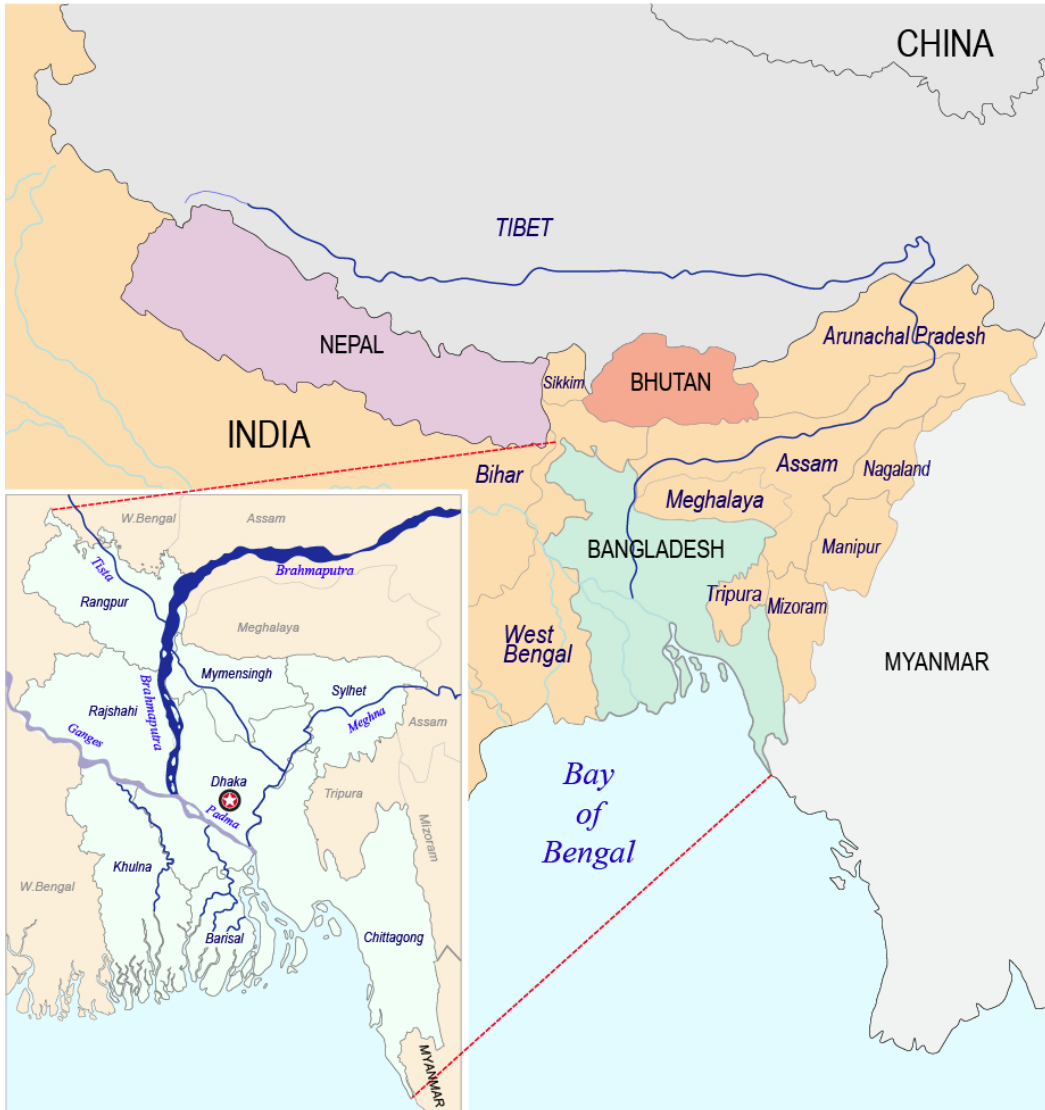 CHINA
TIBET
NEPAL
Arunachal Pradesh
Sikkim
BHUTAN
INDIA
Bihar
Assam
Nagaland
Meghalaya
BANGLADESH
Manipur
Tripura
Mizoram
West
Bengal
MYANMAR
Bay
of
Bengal
W.Bengal
Assam
Tista
Brahmaputra
Rangpur
Meghalaya
Mymensingh
Sylhet
Brahmaputra
Rajshahi
Meghna
Ganges
Assam
Dhaka
Tripura
Padma
Mizoram
Khulna
W.Bengal
Barisal
Chittagong
MYANMAR